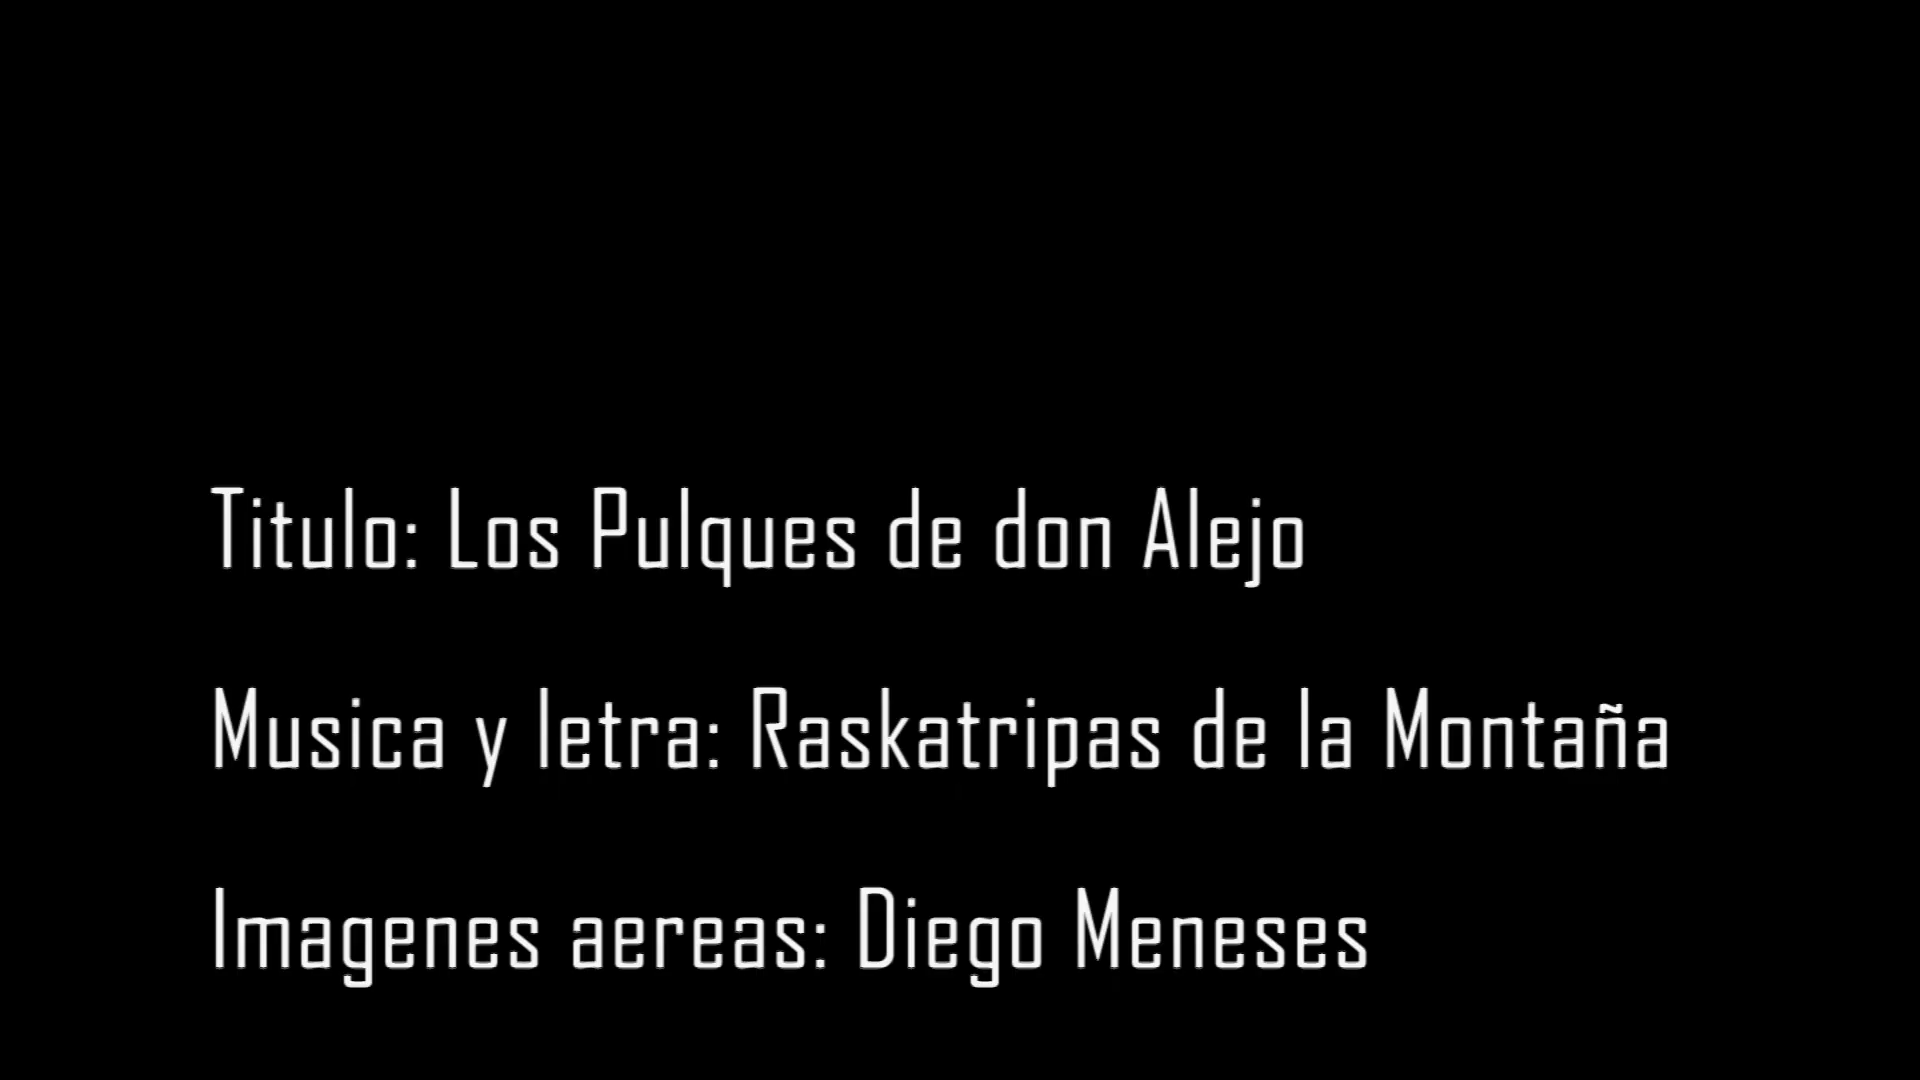 Titulo: Los Pulques de don Alejo
Musica y letra: Raskatripas de la Montaña
Imagenes aereas: Diego Meneses